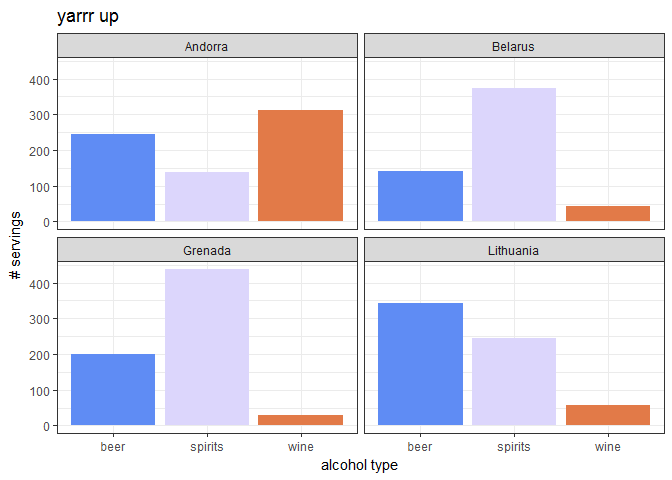 yarrr up
Andorra
Belarus
400
300
200
100
0
Grenada
Lithuania
400
300
200
100
0
# servings
beer spirits wine beer spirits wine
alcohol type